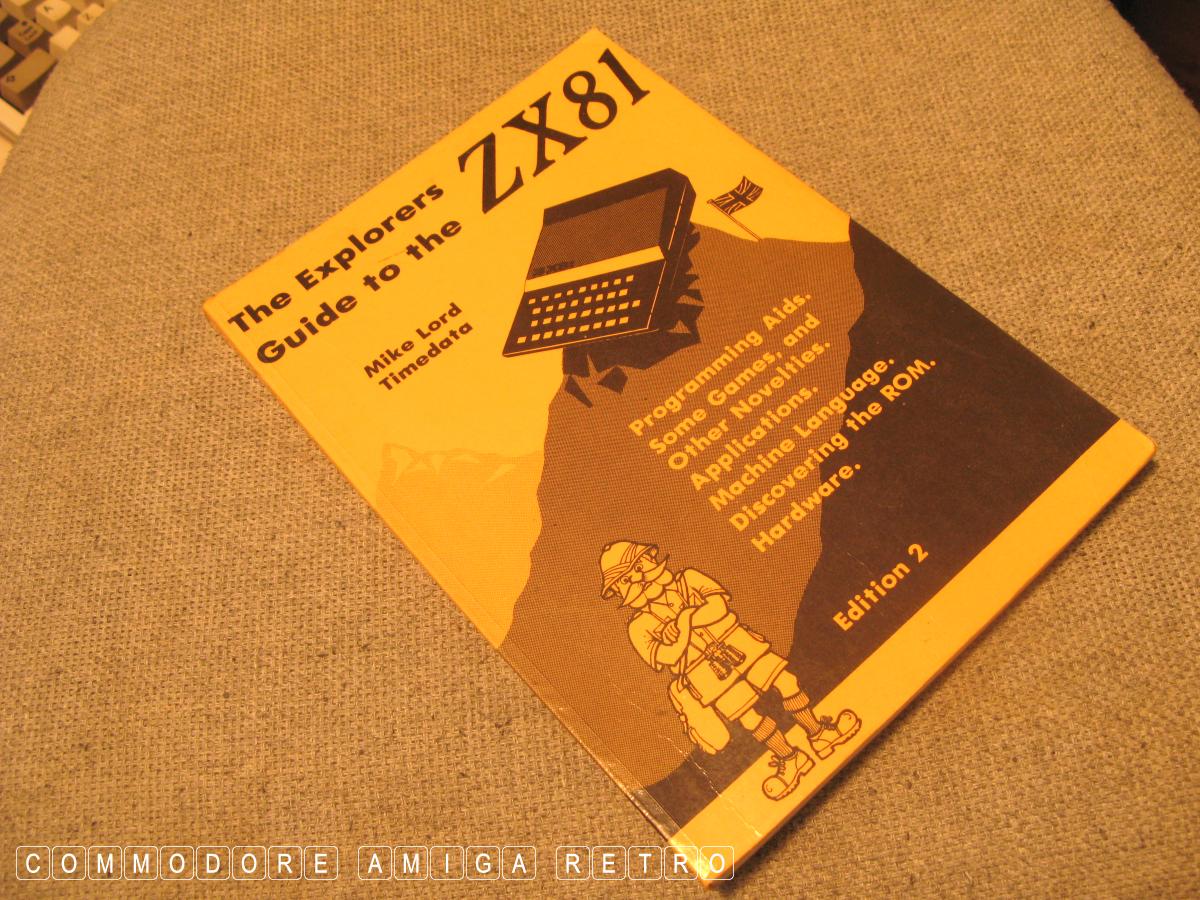 The Explorers
Guide to the
ZX81
Mike Lord
Timedata
ZX81
Programming Aids.
Some Games, and
Other Novelties.
Applications.
Machine Language.
Discovering the ROM.
Hardware.
Edition 2
COMMODORE AMIGA RETRO